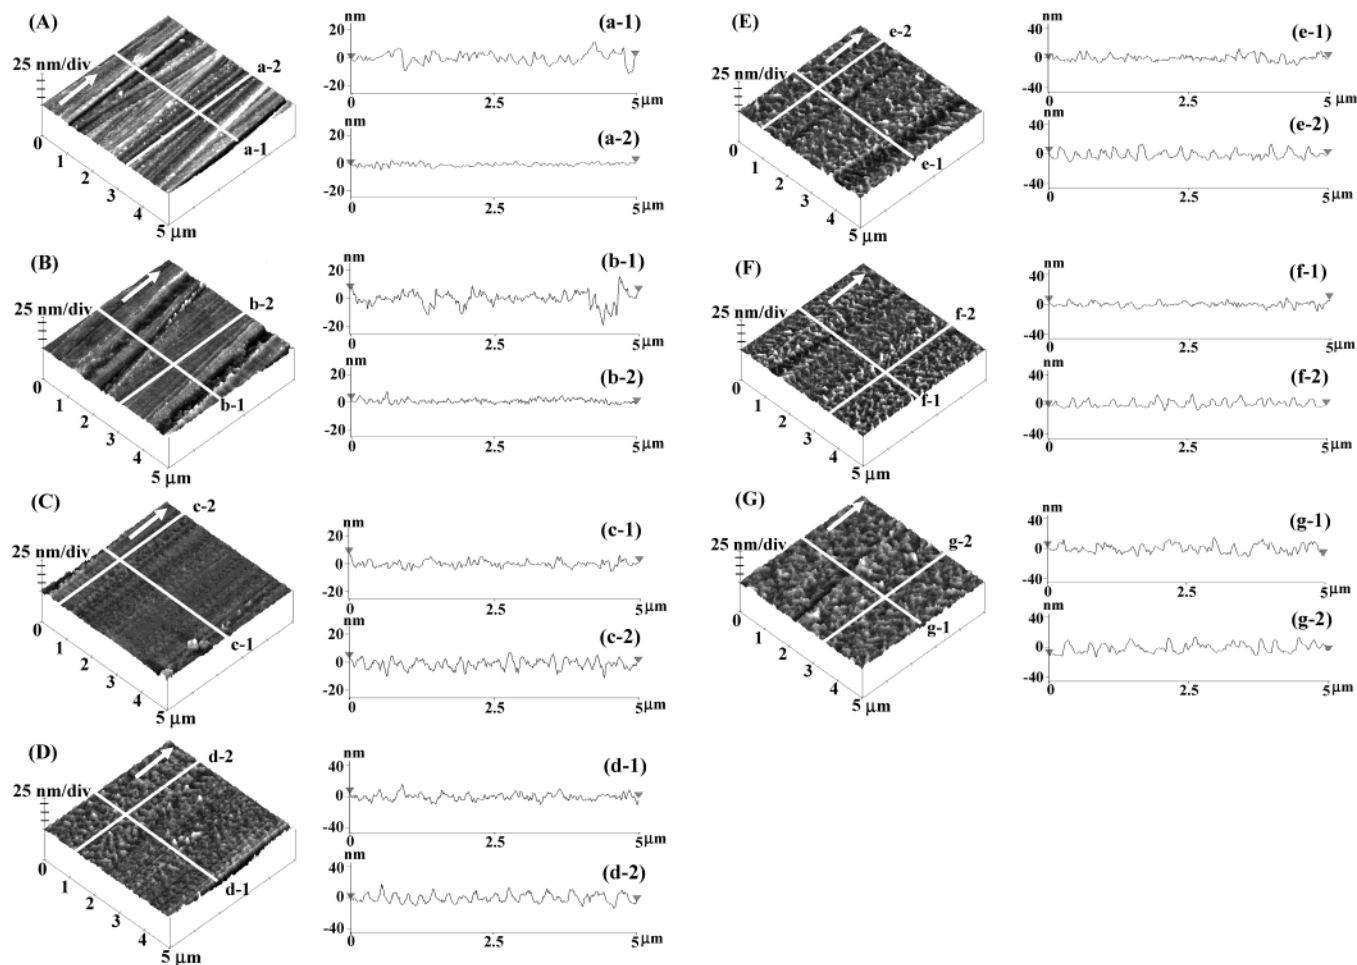 (A)
25 nm/div
a-2
a-1
0
1
2
3
4
5 μm
nm
(a-1)
20
0
-20
0
2.5
5
μm
nm
(a-2)
20
0
-20
0
2.5
5
μm
(B)
25 nm/div
b-2
b-1
0
1
2
3
4
5 μm
nm
(b-1)
20
0
-20
0
2.5
5
μm
nm
(b-2)
20
0
-20
0
2.5
5
μm
(C)
25 nm/div
c-2
c-1
0
1
2
3
4
5 μm
nm
(c-1)
20
0
-20
0
2.5
5
μm
(c-2)
20
0
-20
0
2.5
5
μm
(D)
25 nm/div
d-2
d-1
0
1
2
3
4
5 μm
nm
(d-1)
40
0
-40
0
2.5
5
μm
nm
(d-2)
40
0
-40
0
2.5
5
μm
(E)
25
nm/div
e-2
e-1
0
1
2
3
4
5 μm
nm
(e-1)
40
0
-40
0
2.5
5
μm
nm
(e-2)
40
0
-40
0
2.5
5
μm
(F)
25 nm/div
f-2
f-1
0
1
2
3
4
5 μm
nm
(f-1)
40
0
-40
0
2.5
5
μm
nm
(f-2)
40
0
-40
0
2.5
5
μm
(G)
25
nm/div
g-2
g-1
0
1
2
3
4
5 μm
nm
(g-1)
40
0
-40
0
2.5
5
μm
nm
(g-2)
40
0
-40
0
2.5
5
μm